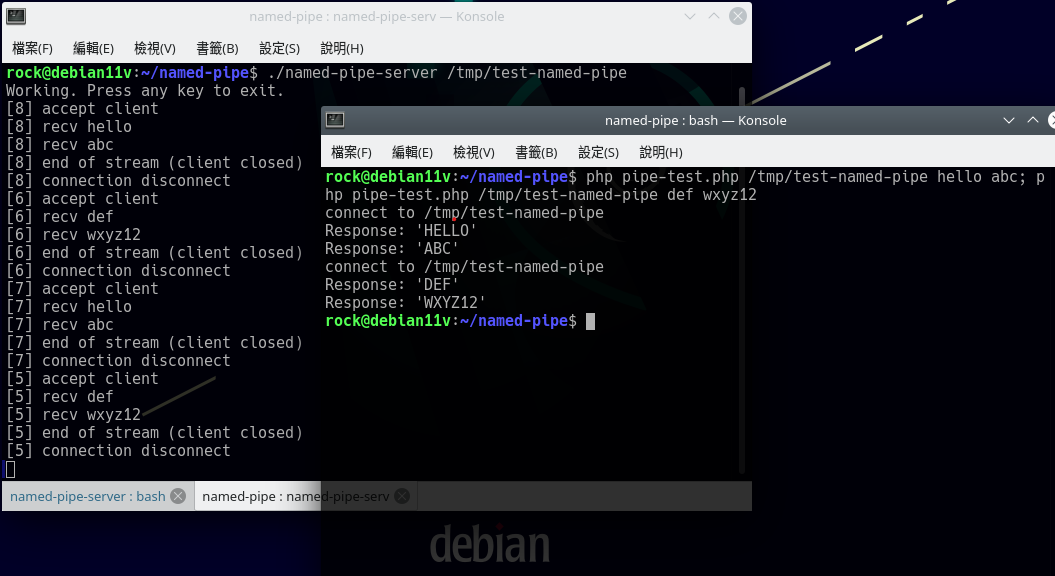 named-pipe : named-pipe-serv — Konsole
檔案(F) 編輯(E) 檢視(V) 書籤(B) 設定(S) 說明(H)
rock@debian11v:~/named-pipe$ ./named-pipe-server /tmp/test-named-pipe
Working. Press any key to exit.
[8] accept client
[8] recv hello
[8] recv abc
[8] end of stream (client closed)
[8] connection disconnect
[6] accept client
[6] recv def
[6] recv wxyz12
[6] end of stream (client closed)
[6] connection disconnect
[7] accept client
[7] recv hello
[7] recv abc
[7] end of stream (client closed)
[7] connection disconnect
[5] accept client
[5] recv def
[5] recv wxyz12
[5] end of stream (client closed)
[5] connection disconnect
named-pipe-server : bash
named-pipe : named-pipe-serv
named-pipe : bash — Konsole
檔案(F) 編輯(E) 檢視(V) 書籤(B) 設定(S) 說明(H)
rock@debian11v:~/named-pipe$ php pipe-test.php /tmp/test-named-pipe hello abc; p
hp pipe-test.php /tmp/test-named-pipe def wxyz12
connect to /tmp/test-named-pipe
Response: 'HELLO'
Response: 'ABC'
connect to /tmp/test-named-pipe
Response: 'DEF'
Response: 'WXYZ12'
rock@debian11v:~/named-pipe$
debian